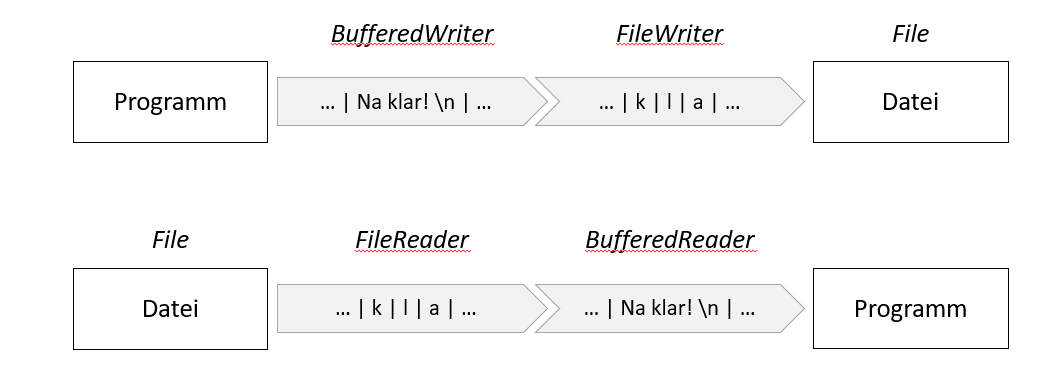 BufferedWriter FileWriter File
Programm … | Na klar! \n | … … | k | l | a | … Datei
File FileReader BufferedReader
Datei … | k | l | a | … … | Na klar! \n | … Programm